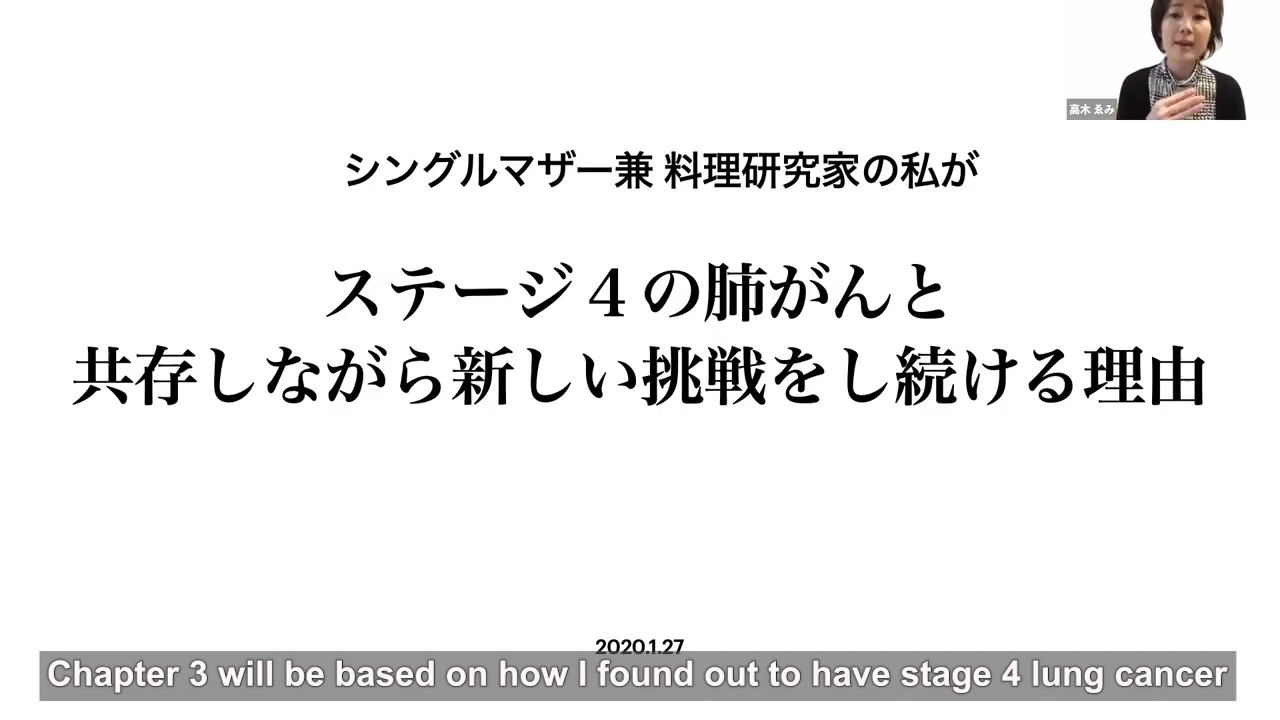 高木 ゑみ
シングルマザー兼 料理研究家の私が
ステージ４の肺がんと
共存しながら新しい挑戦をし続ける理由
2020.1.27
Chapter 3 will be based on how I found out to have stage 4 lung cancer